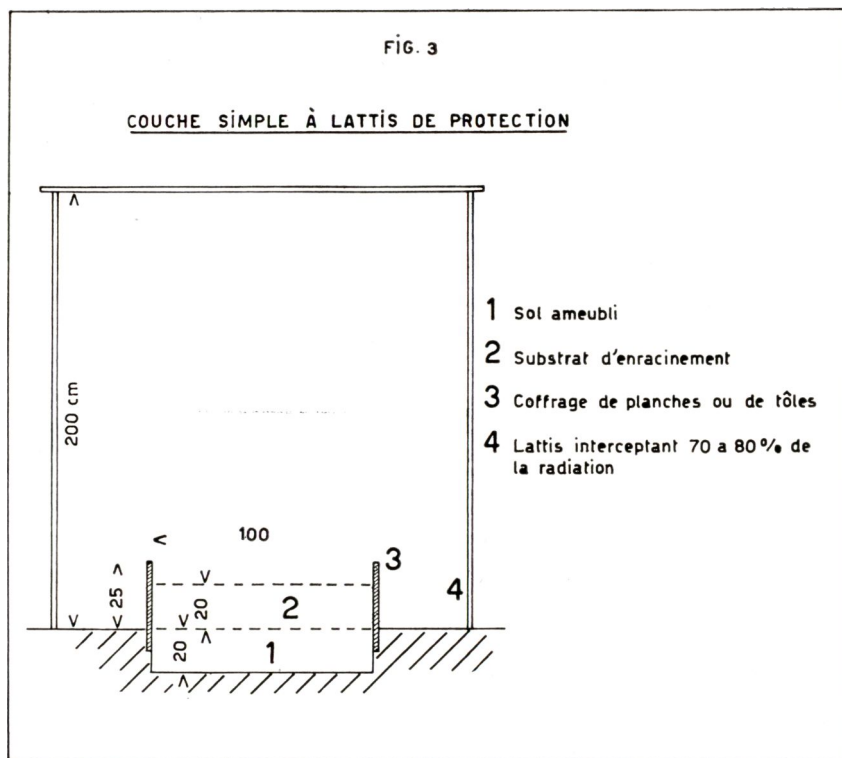 FIG. 3
COUCHE SIMPLE À LATTIS DE PROTECTION
200 cm
1 Sol ameubli
2 Substrat d'enracinement
3 Coffrage de planches ou de tôles
4 Lattis interceptant 70 a 80% de
la radiation
100
25
20
20
3
2
4
1